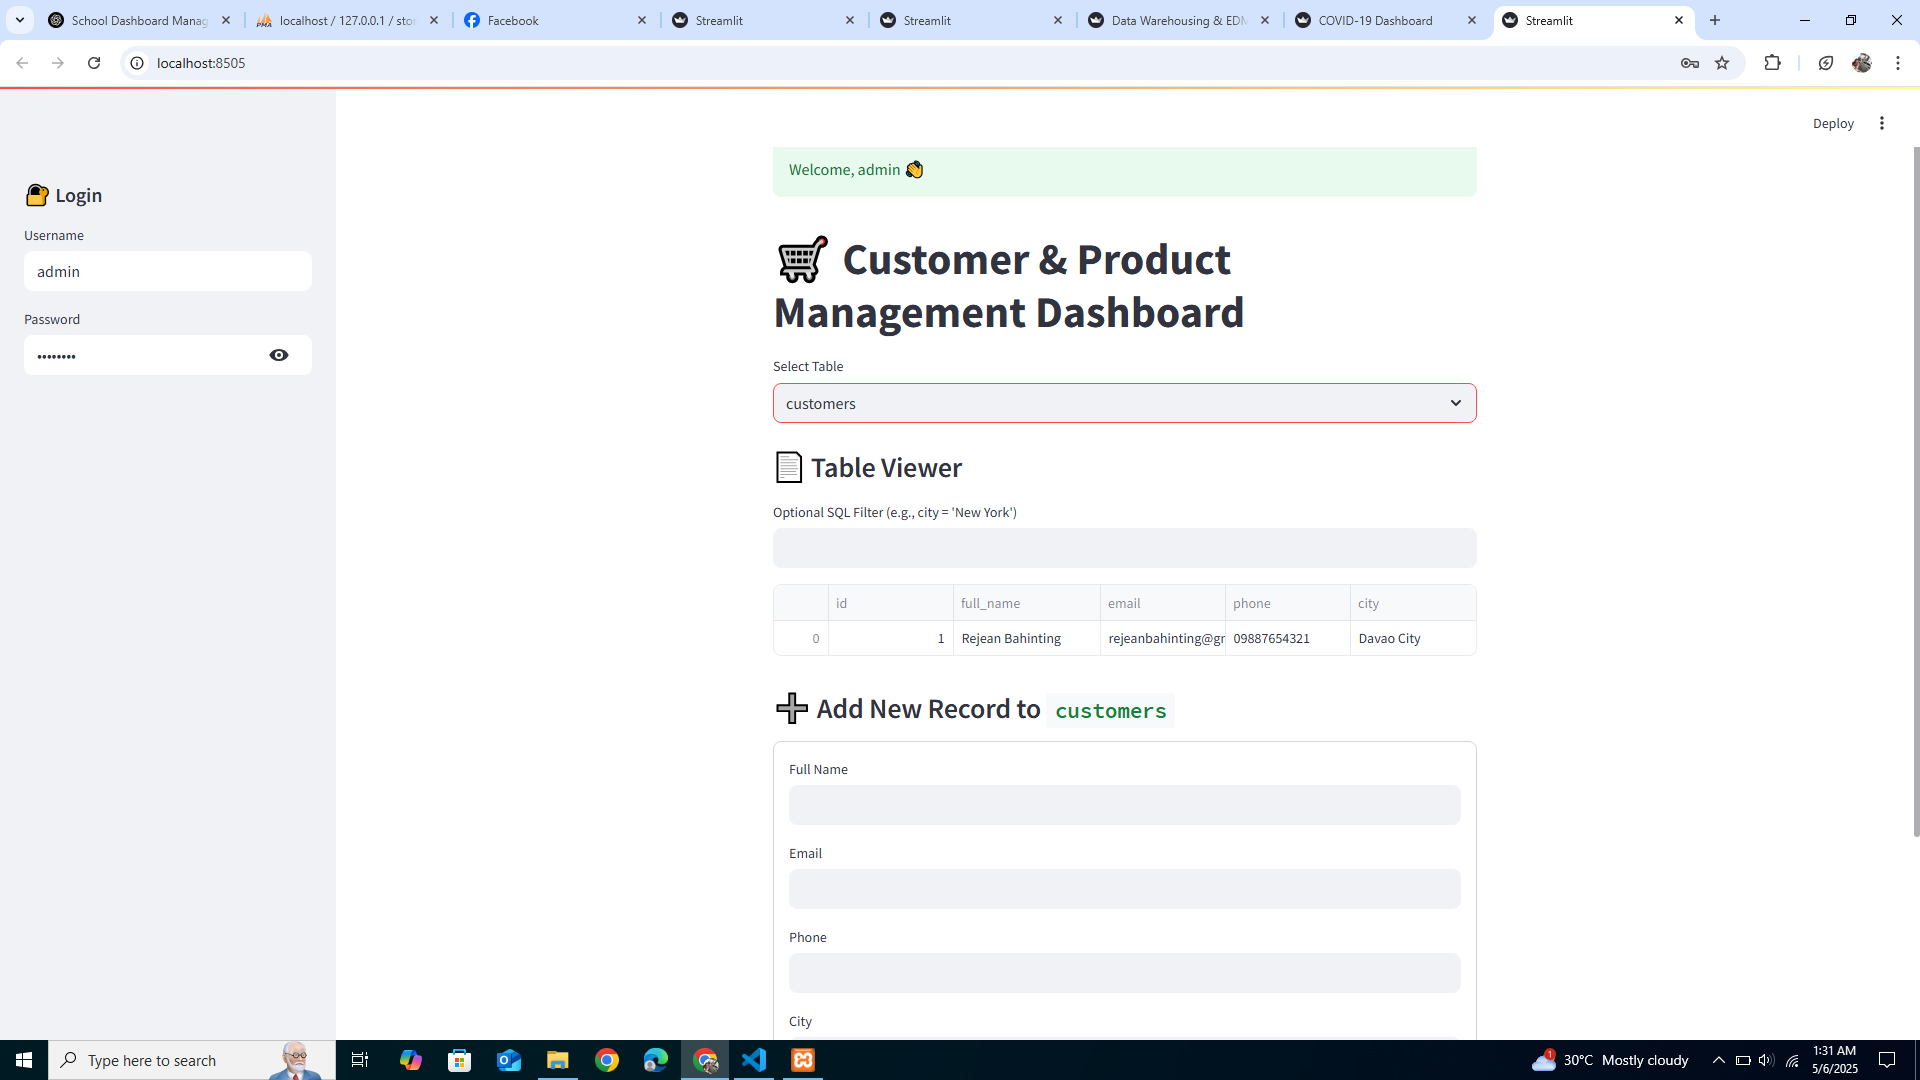 School Dashboard Manag
localhost / 127.0.0.1 / stor
Facebook
Streamlit
Streamlit
Data Warehousing & EDM
COVID-19 Dashboard
Streamlit
localhost:8505
Deploy
Login
Username
admin
Password
Welcome, admin 👋
Customer & Product
Management Dashboard
Select Table
customers
Table Viewer
Optional SQL Filter (e.g., city = 'New York')
id full_name email phone city
0 1 Rejean Bahinting rejeanbahinting@gr 09887654321 Davao City
Add New Record to customers
Full Name
Email
Phone
City
Type here to search
1
30°C Mostly cloudy
1:31 AM
5/6/2025